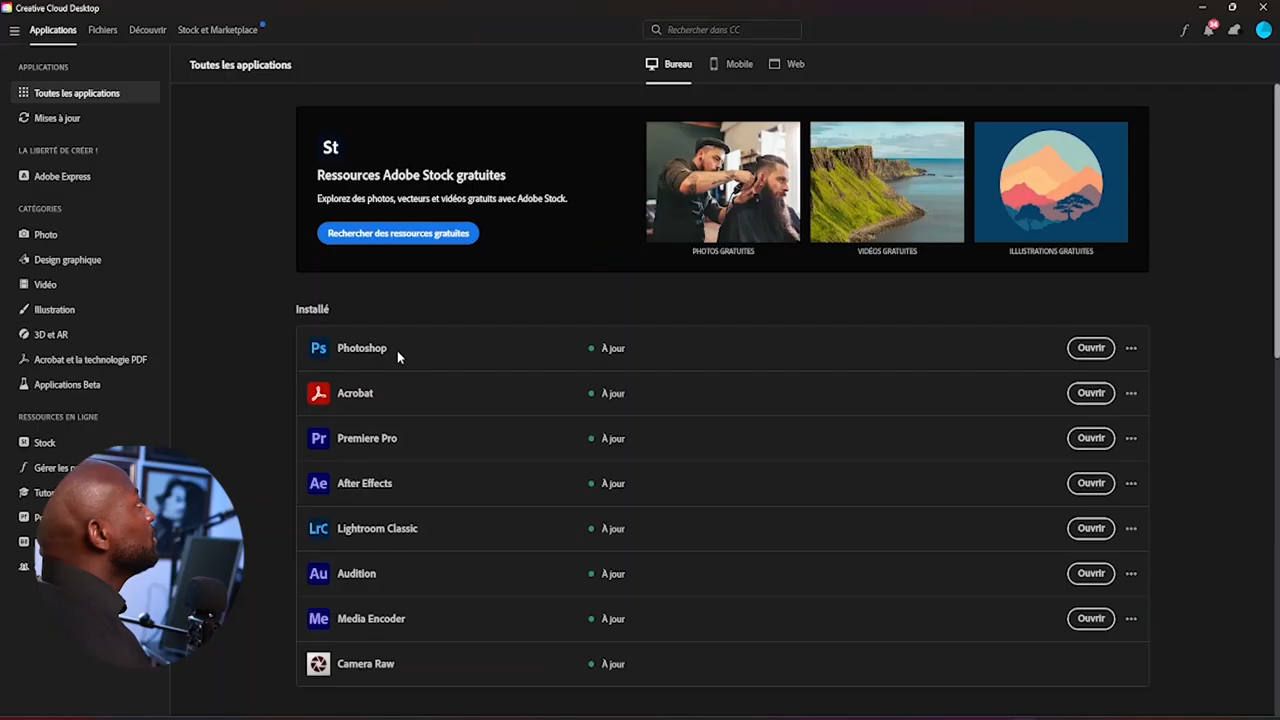 Creative Cloud Desktop
Applications
Fichiers
Découvrir
Stock et Marketplace
Rechercher dans CC
34
APPLICATIONS
Toutes les applications
Mises à jour
LA LIBERTÉ DE CRÉER !
Adobe Express
CATÉGORIES
Photo
Design graphique
Vidéo
Illustration
3D et AR
Acrobat et la technologie PDF
Applications Beta
RESSOURCES EN LIGNE
Stock
Gérer les
Toutes les applications
Bureau
Mobile
Web
St
Ressources Adobe Stock gratuites
Explorez des photos, vecteurs et vidéos gratuits avec Adobe Stock.
Rechercher des ressources gratuites
PHOTOS GRATUITES
VIDÉOS GRATUITES
ILLUSTRATIONS GRATUITES
Installé
Ps Photoshop À jour Ouvrir
Acrobat À jour Ouvrir
Pr Premiere Pro À jour Ouvrir
Ae After Effects À jour Ouvrir
LrC Lightroom Classic À jour Ouvrir
Au Audition À jour Ouvrir
Me Media Encoder À jour Ouvrir
Camera Raw À jour